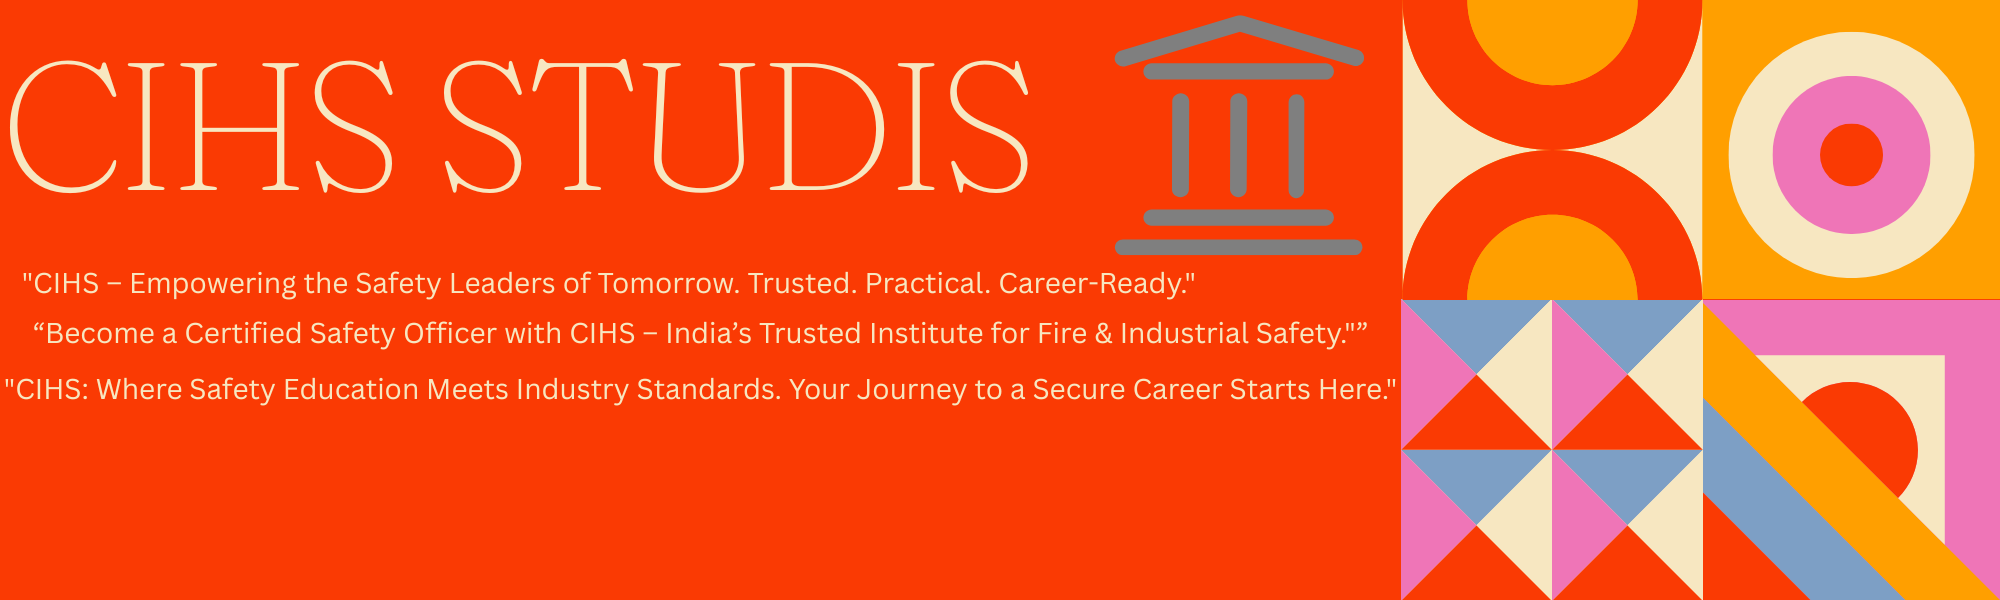 CIHS STUDIS
"CIHS – Empowering the Safety Leaders of Tomorrow. Trusted. Practical. Career-Ready."
“Become a Certified Safety Officer with CIHS – India’s Trusted Institute for Fire & Industrial Safety."”
"CIHS: Where Safety Education Meets Industry Standards. Your Journey to a Secure Career Starts Here."